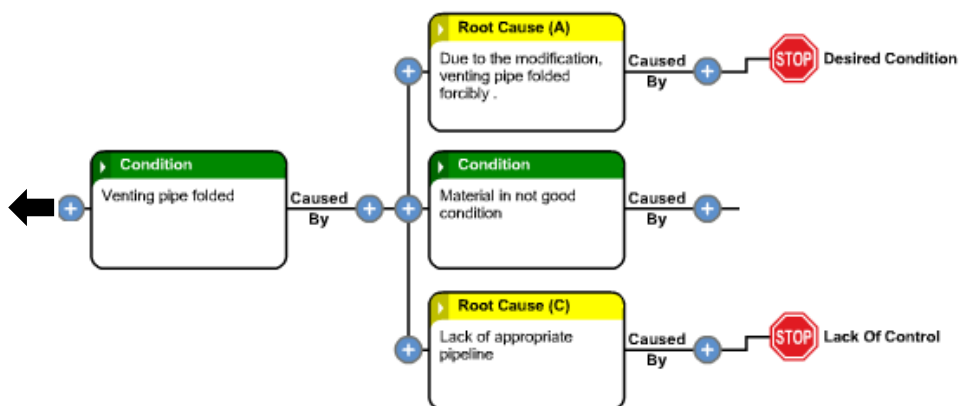 Root Cause (A)
Due to the modification,
venting pipe folded
forcibly .
Caused
By
STOP
Desired Condition
Condition
Venting pipe folded
Caused
By
Condition
Material in not good
condition
Caused
By
Root Cause (C)
Lack of appropriate
pipeline
Caused
By
STOP
Lack Of Control